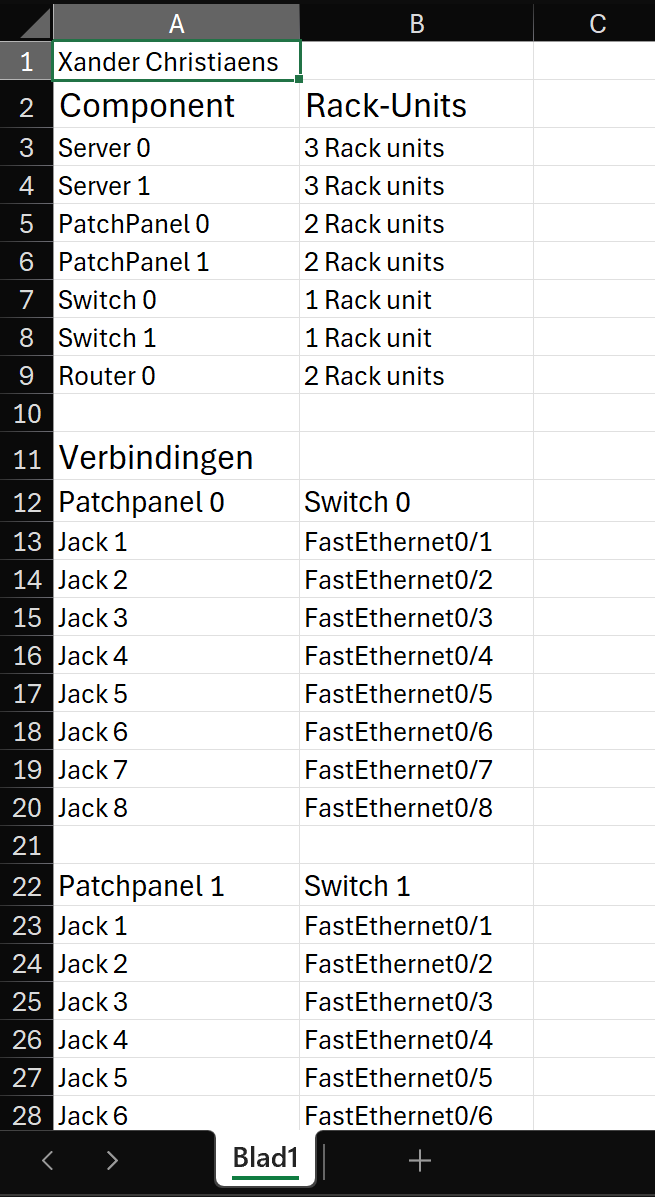 A B C
1 Xander Christiaens
2 Component Rack-Units
3 Server 0 3 Rack units
4 Server 1 3 Rack units
5 PatchPanel 0 2 Rack units
6 PatchPanel 1 2 Rack units
7 Switch 0 1 Rack unit
8 Switch 1 1 Rack unit
9 Router 0 2 Rack units
10
11 Verbindingen
12 Patchpanel 0 Switch 0
13 Jack 1 FastEthernet0/1
14 Jack 2 FastEthernet0/2
15 Jack 3 FastEthernet0/3
16 Jack 4 FastEthernet0/4
17 Jack 5 FastEthernet0/5
18 Jack 6 FastEthernet0/6
19 Jack 7 FastEthernet0/7
20 Jack 8 FastEthernet0/8
21
22 Patchpanel 1 Switch 1
23 Jack 1 FastEthernet0/1
24 Jack 2 FastEthernet0/2
25 Jack 3 FastEthernet0/3
26 Jack 4 FastEthernet0/4
27 Jack 5 FastEthernet0/5
28 Jack 6 FastEthernet0/6
Blad1